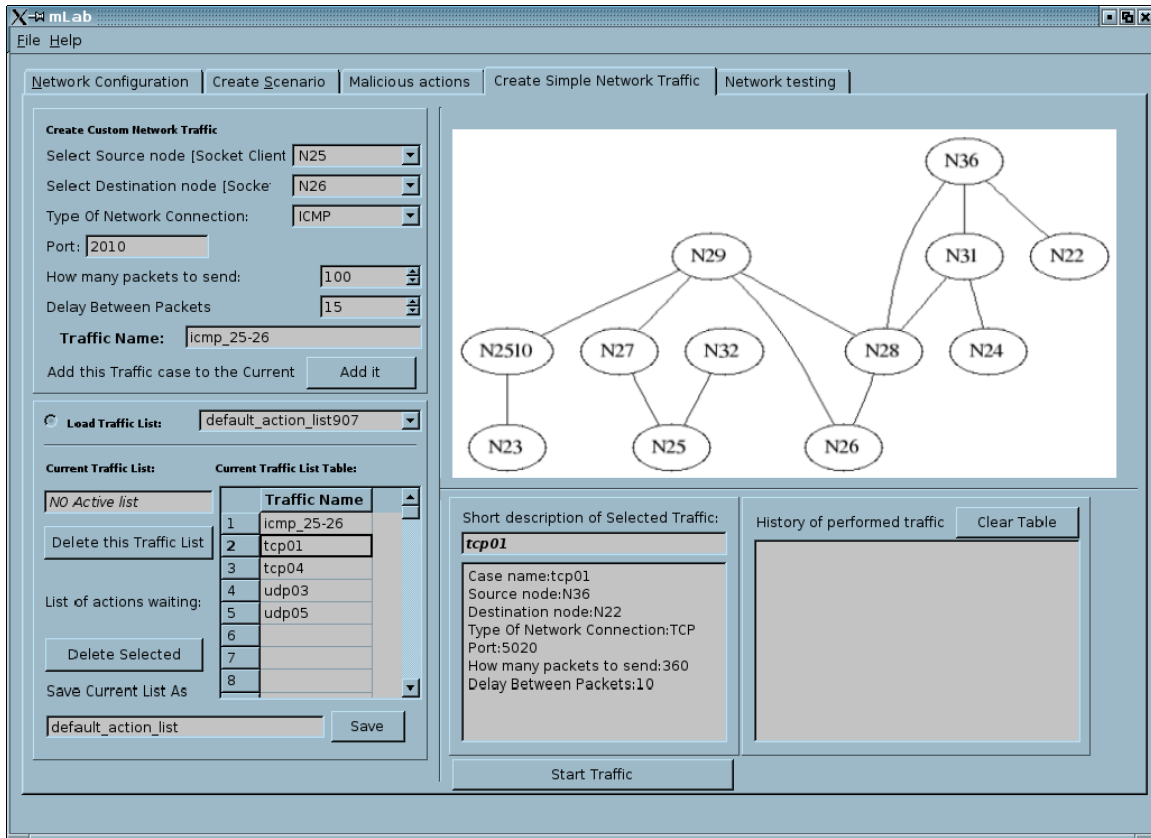 mLab
File Help
Network Configuration
Create Scenario
Malicious actions
Create Simple Network Traffic
Network testing
Create Custom Network Traffic
Select Source node [Socket Client N25
Select Destination node [Socke N26
Type Of Network Connection: ICMP
Port: 2010
How many packets to send: 100
Delay Between Packets 15
Traffic Name: icmp_25-26
Add this Traffic case to the Current Add it
Load Traffic List: default_action_list907
Current Traffic List:
NO Active list
Delete this Traffic List
List of actions waiting:
Delete Selected
Save Current List As
default_action_list Save
Current Traffic List Table:
Traffic Name
1 icmp_25-26
2 tcp01
3 tcp04
4 udp03
5 udp05
6
7
8
N36
N29
N31
N22
N2510
N27
N32
N28
N24
N23
N25
N26
Short description of Selected Traffic:
tcp01
Case name:tcp01
Source node:N36
Destination node:N22
Type Of Network Connection:TCP
Port:5020
How many packets to send:360
Delay Between Packets:10
History of performed traffic Clear Table
Start Traffic